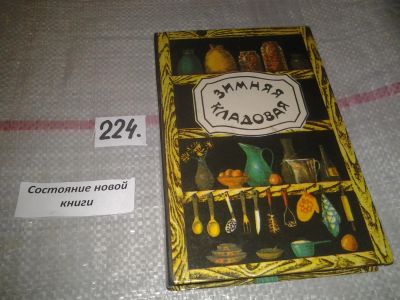 ЗИМНЯЯ
КЛАДОВАЯ
224.
Состояние новой
книги